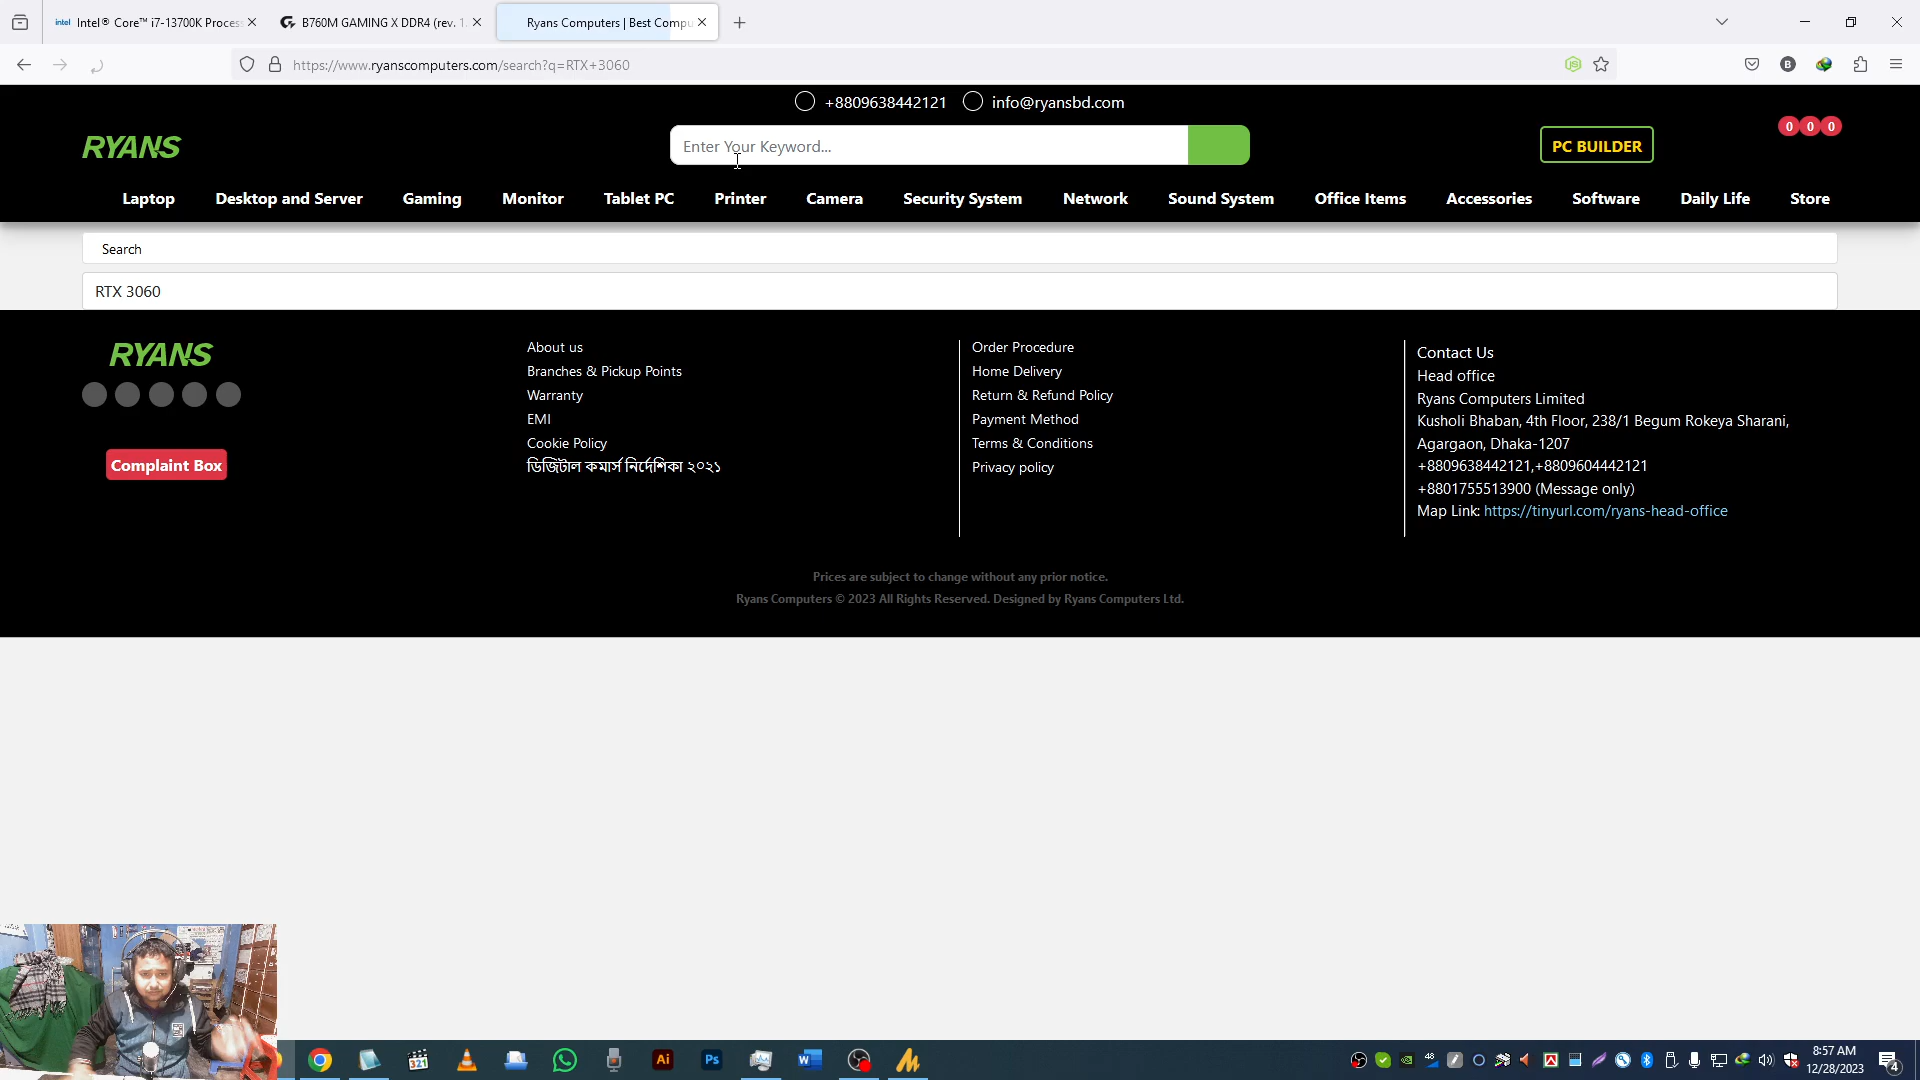 intel Intel® Core™ i7-13700K Process
B760M GAMING X DDR4 (rev. 1.
Ryans Computers | Best Compu
https://www.ryanscomputers.com/search?q=RTX+3060
+8809638442121 info@ryansbd.com
RYANS
Enter Your Keyword...
PC BUILDER
0 0 0
Laptop Desktop and Server Gaming Monitor Tablet PC Printer Camera Security System Network Sound System Office Items Accessories Software Daily Life Store
Search
RTX 3060
RYANS
Complaint Box
About us
Branches & Pickup Points
Warranty
EMI
Cookie Policy
ডিজিটাল কমার্স নির্দেশিকা ২০২১
Order Procedure
Home Delivery
Return & Refund Policy
Payment Method
Terms & Conditions
Privacy policy
Contact Us
Head office
Ryans Computers Limited
Kusholi Bhaban, 4th Floor, 238/1 Begum Rokeya Sharani,
Agargaon, Dhaka-1207
+8809638442121,+8809604442121
+8801755513900 (Message only)
Map Link: https://tinyurl.com/ryans-head-office
Prices are subject to change without any prior notice.
Ryans Computers © 2023 All Rights Reserved. Designed by Ryans Computers Ltd.
321
Ai
Ps
48
8:57 AM
12/28/2023
4